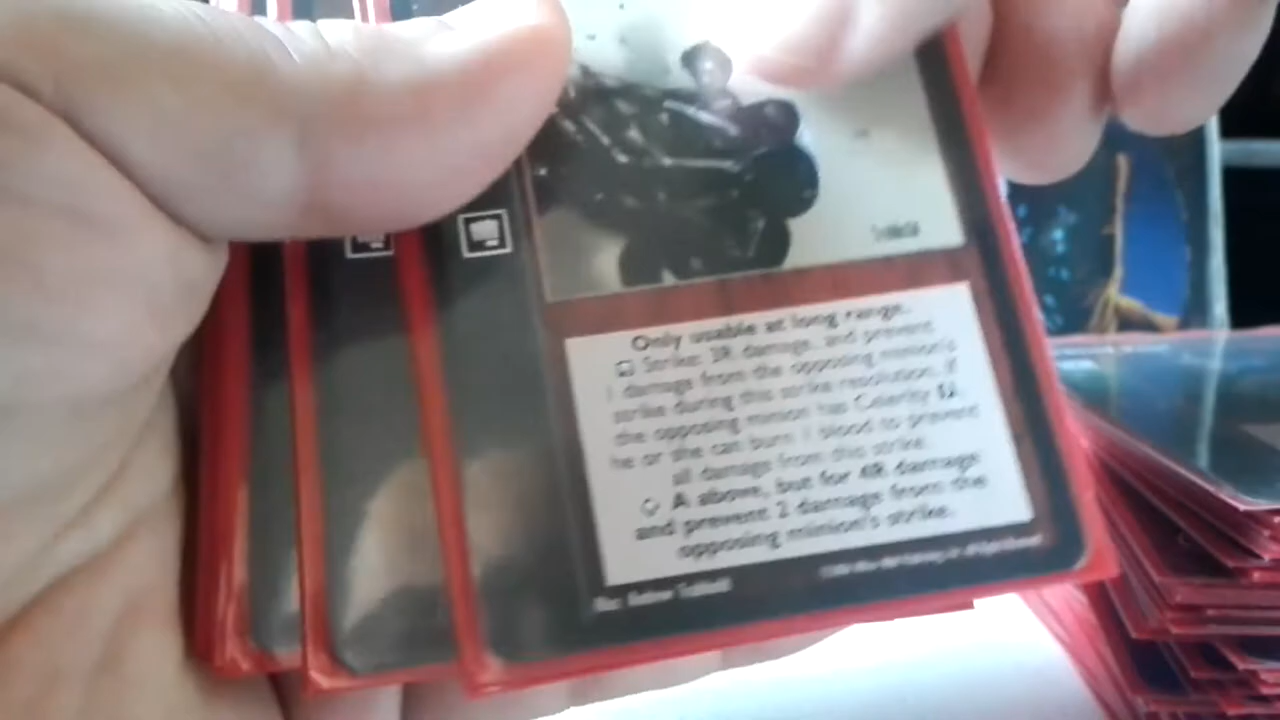 Only usable at long range.
Strike: 3R damage, and prevent
1 damage from the opposing minion's
strike during this strike resolution. If
the opposing minion has Celerity
he or she can burn 1 blood to prevent
all damage from this strike.
A above, but for 4R damage
and prevent 2 damage from the
opposing minion's strike.